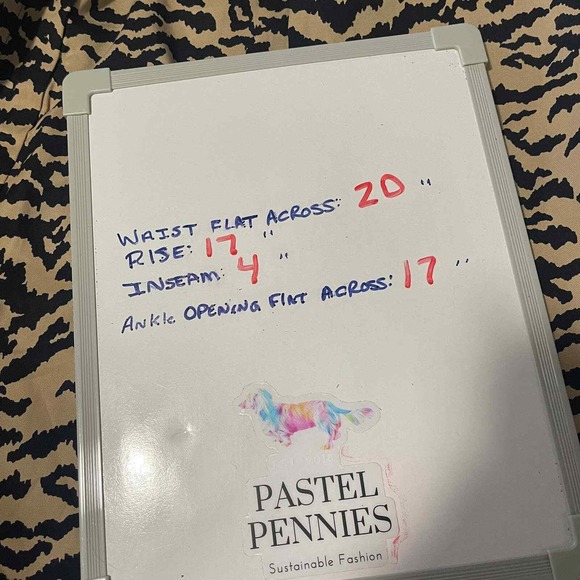 WAIST FLAT ACROSS: 20 "
RISE: 17 "
INSEAM: 4 "
Ankle OPENING FlAT ACROSS: 17 "
PASTEL
PENNIES
Sustainable Fashion